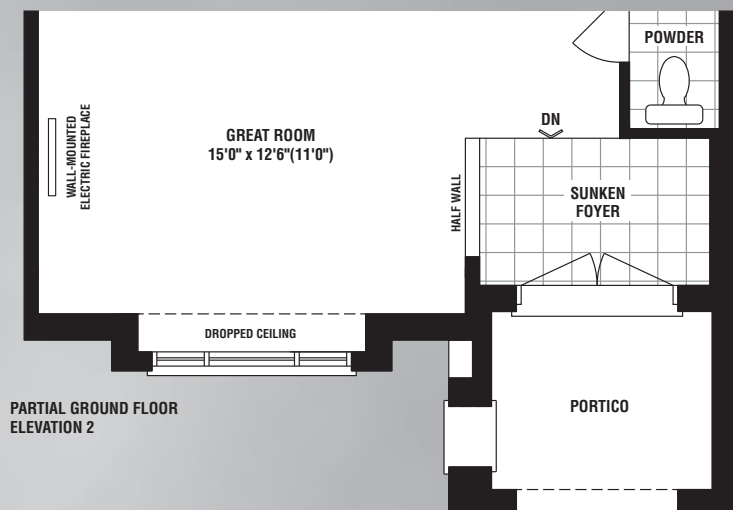 POWDER
DN
WALL-MOUNTED
ELECTRIC FIREPLACE
GREAT ROOM
15'0" x 12'6"(11'0")
HALF WALL
SUNKEN
FOYER
DROPPED CEILING
PARTIAL GROUND FLOOR
ELEVATION 2
PORTICO